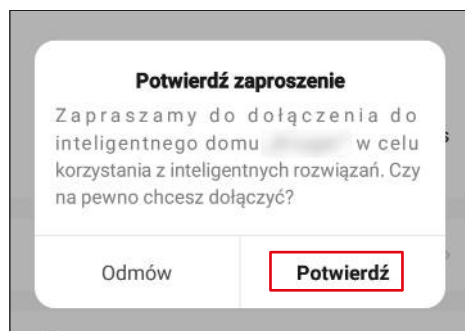 Potwierdź zaproszenie
Zapraszamy do dołączenia do
inteligentnego domu w celu
korzystania z inteligentnych rozwiązań. Czy
na pewno chcesz dołączyć?
Odmów
Potwierdź